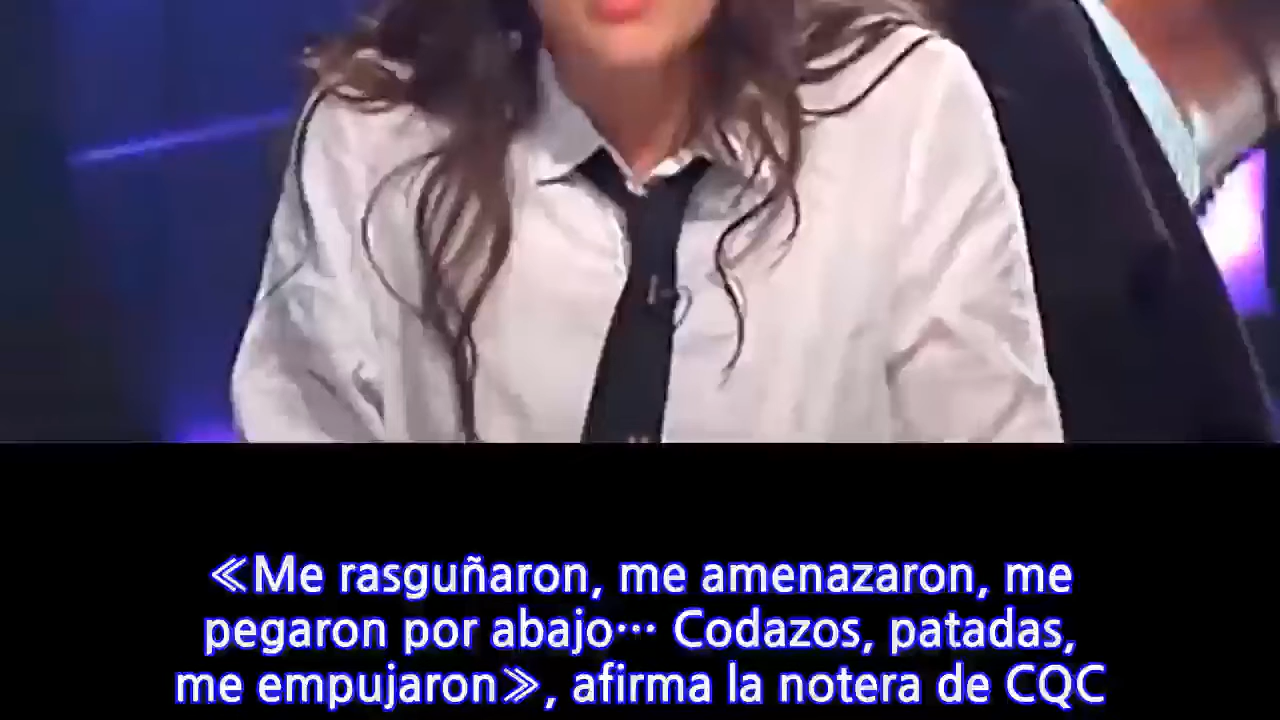 ≪Me rasguñaron, me amenazaron, me
pegaron por abajo··· Codazos, patadas,
me empujaron≫, afirma la notera de CQC